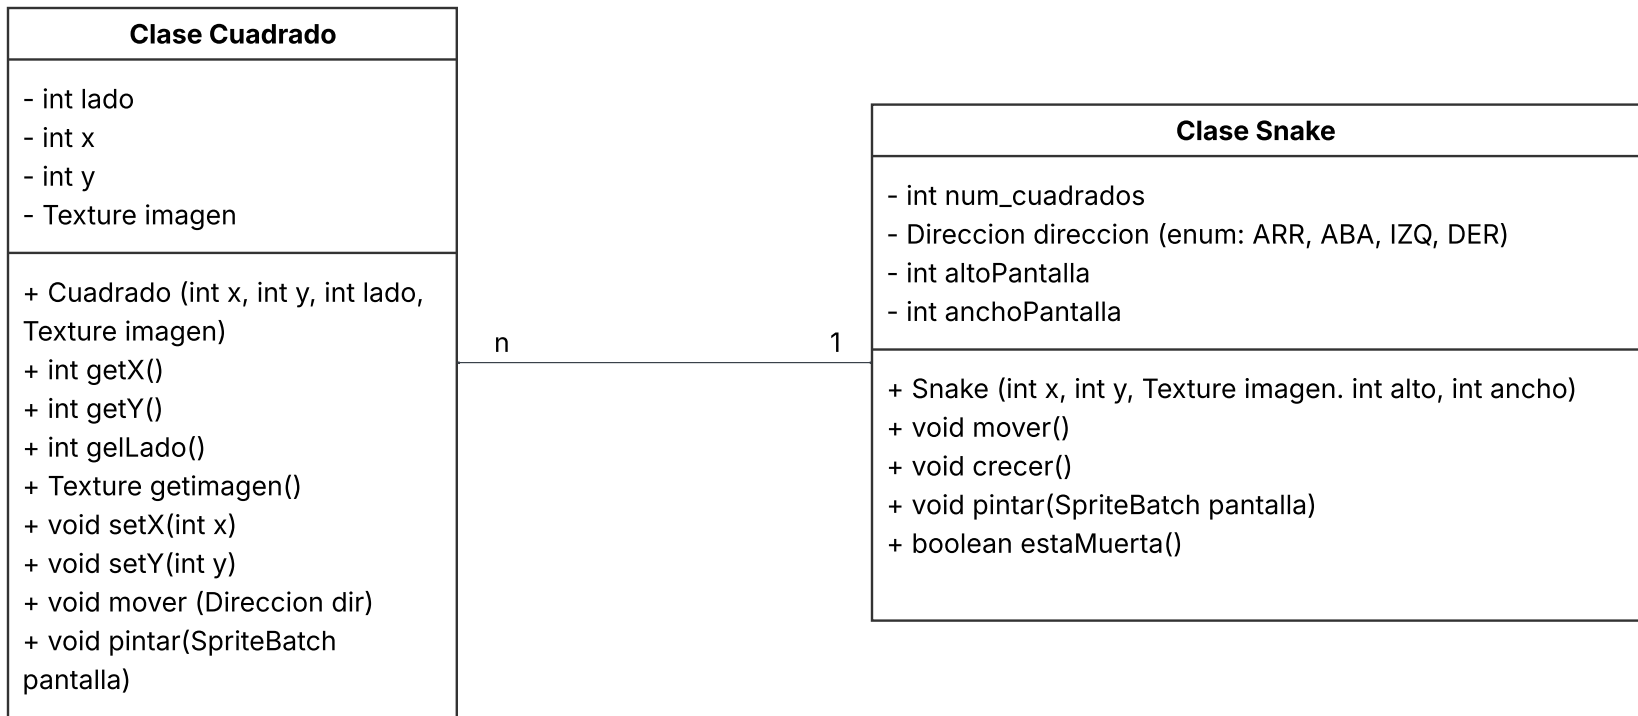 Clase Cuadrado
- int lado
- int x
- int y
- Texture imagen
+ Cuadrado (int x, int y, int lado,
Texture imagen)
+ int getX()
+ int getY()
+ int gelLado()
+ Texture getimagen()
+ void setX(int x)
+ void setY(int y)
+ void mover (Direccion dir)
+ void pintar(SpriteBatch
pantalla)
n
1
Clase Snake
- int num_cuadrados
- Direccion direccion (enum: ARR, ABA, IZQ, DER)
- int altoPantalla
- int anchoPantalla
+ Snake (int x, int y, Texture imagen. int alto, int ancho)
+ void mover()
+ void crecer()
+ void pintar(SpriteBatch pantalla)
+ boolean estaMuerta()